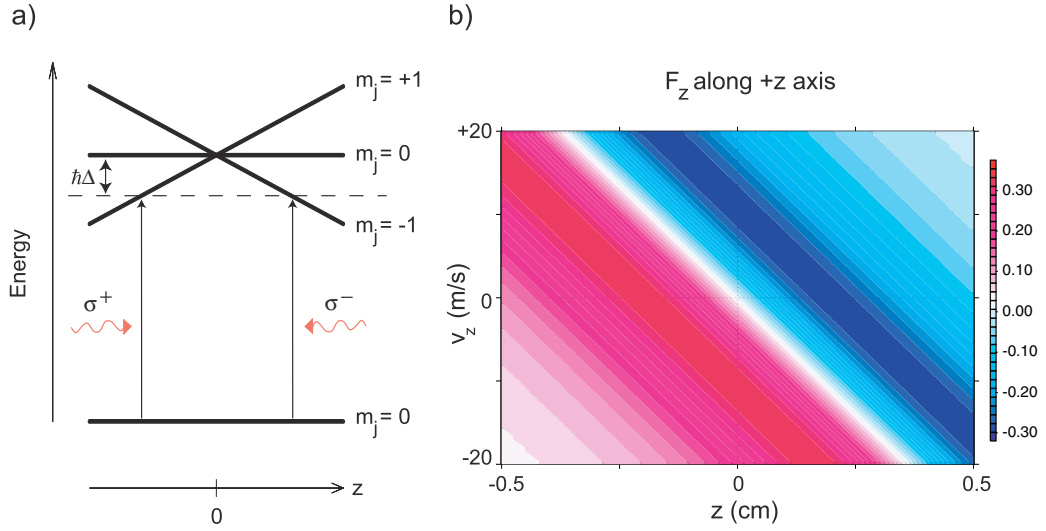 a)
m_j = +1
m_j = 0
ħΔ
m_j = -1
Energy
σ⁺
σ⁻
m_j = 0
z
0
b)
F_z along +z axis
+20
0
-20
v_z (m/s)
-0.5
0
0.5
z (cm)
0.30
0.20
0.10
0.00
-0.10
-0.20
-0.30